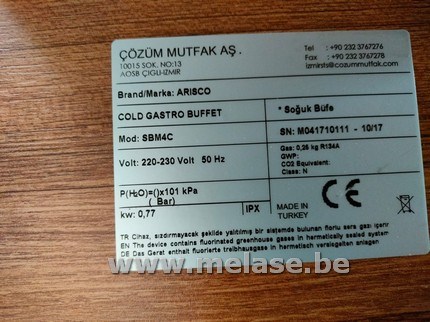 ÇÖZÜM MUTFAK AŞ.
10015 SOK. NO:13
AOSB ÇIGLI-IZMIR
Tel : +90 232 3767276
Fax : +90 232 3767278
izmirsts@cozummutfak.com
Brand/Marka: ARISCO
COLD GASTRO BUFFET
* Soğuk Büfe
Mod: SBM4C
SN: M041710111 - 10/17
Volt: 220-230 Volt 50 Hz
Gas: 0,25 kg R134A
GWP:
CO2 Equivalent:
Class: N
P(H₂O)=()x101 kPa
( Bar)
kw: 0,77
IPX
MADE IN
TURKEY
CE
TR Cihaz, sızdırmayacak şekilde yalıtılmış bir sistemde bulunan florlu sera gazı içerir
EN The device contains fluorinated greenhouse gases in hermetically sealed system
DE Das Gerät enthält fluorierte treibhausgase in hermetisch versiegelten anlagen
www.melase.be